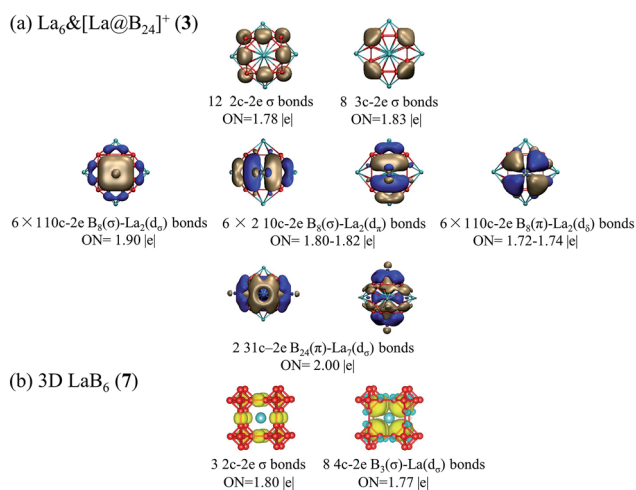 (a) La₆&[La@B₂₄]⁺ (3)
12 2c-2e σ bonds
ON=1.78 |e|
8 3c-2e σ bonds
ON=1.83 |e|
6×110c-2e B₈(σ)-La₂(dσ) bonds
ON=1.90 |e|
6 × 2 10c-2e B₈(σ)-La₂(dπ) bonds
ON= 1.80-1.82 |e|
6×110c-2e B₈(π)-La₂(dδ) bonds
ON= 1.72-1.74 |e|
2 31c–2e B₂₄(π)-La₇(dσ) bonds
ON= 2.00 |e|
(b) 3D LaB₆ (7)
3 2c-2e σ bonds
ON=1.80 |e|
8 4c-2e B₃(σ)-La(dσ) bonds
ON=1.77 |e|